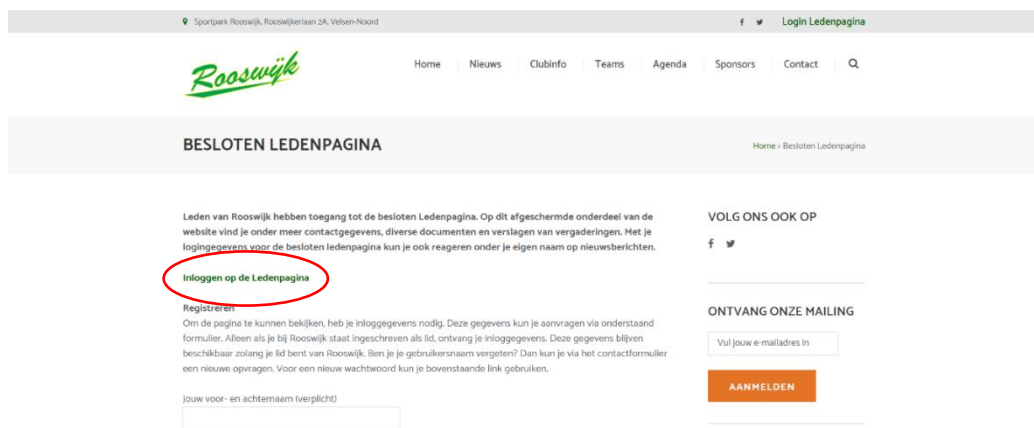 Sportpark Rooswijk, Rooswijkerlaan 2A, Velsen-Noord
Login Ledenpagina
Rooswijk
Home Nieuws Clubinfo Teams Agenda Sponsors Contact
BESLOTEN LEDENPAGINA
Home › Besloten Ledenpagina
Leden van Rooswijk hebben toegang tot de besloten Ledenpagina. Op dit afgeschermde onderdeel van de
website vind je onder meer contactgegevens, diverse documenten en verslagen van vergaderingen. Met je
logingegevens voor de besloten ledenpagina kun je ook reageren onder je eigen naam op nieuwsberichten.
Inloggen op de Ledenpagina
Registreren
Om de pagina te kunnen bekijken, heb je inloggegevens nodig. Deze gegevens kun je aanvragen via onderstaand
formulier. Alleen als je bij Rooswijk staat ingeschreven als lid, ontvang je inloggegevens. Deze gegevens blijven
beschikbaar zolang je lid bent van Rooswijk. Ben je je gebruikersnaam vergeten? Dan kun je via het contactformulier
een nieuwe opvragen. Voor een nieuw wachtwoord kun je bovenstaande link gebruiken.
Jouw voor- en achternaam (verplicht)
VOLG ONS OOK OP
ONTVANG ONZE MAILING
Vul jouw e-mailadres in
AANMELDEN